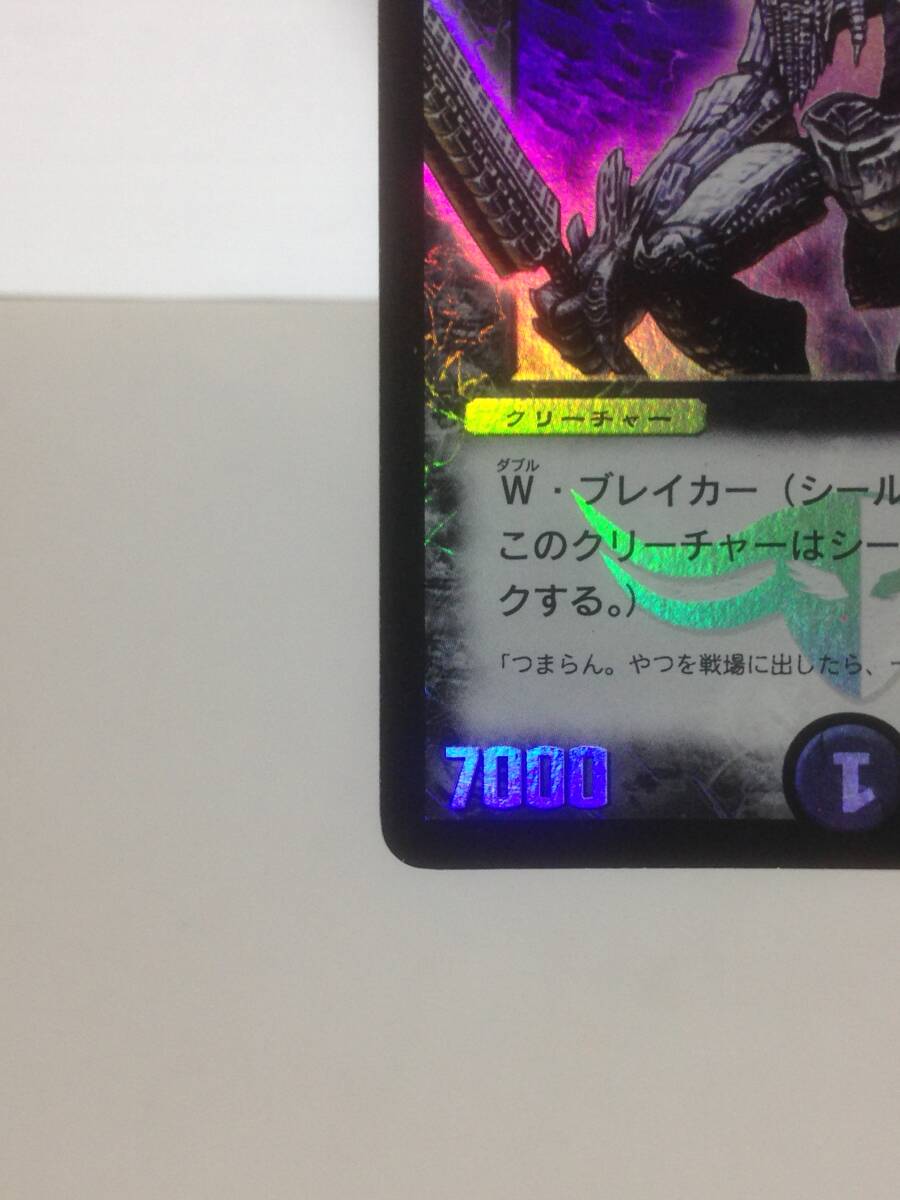 クリーチャー
ダブル
W・ブレイカー（シール
このクリーチャーはシー
クする。）
「つまらん。やつを戦場に出したら、一
7000
1